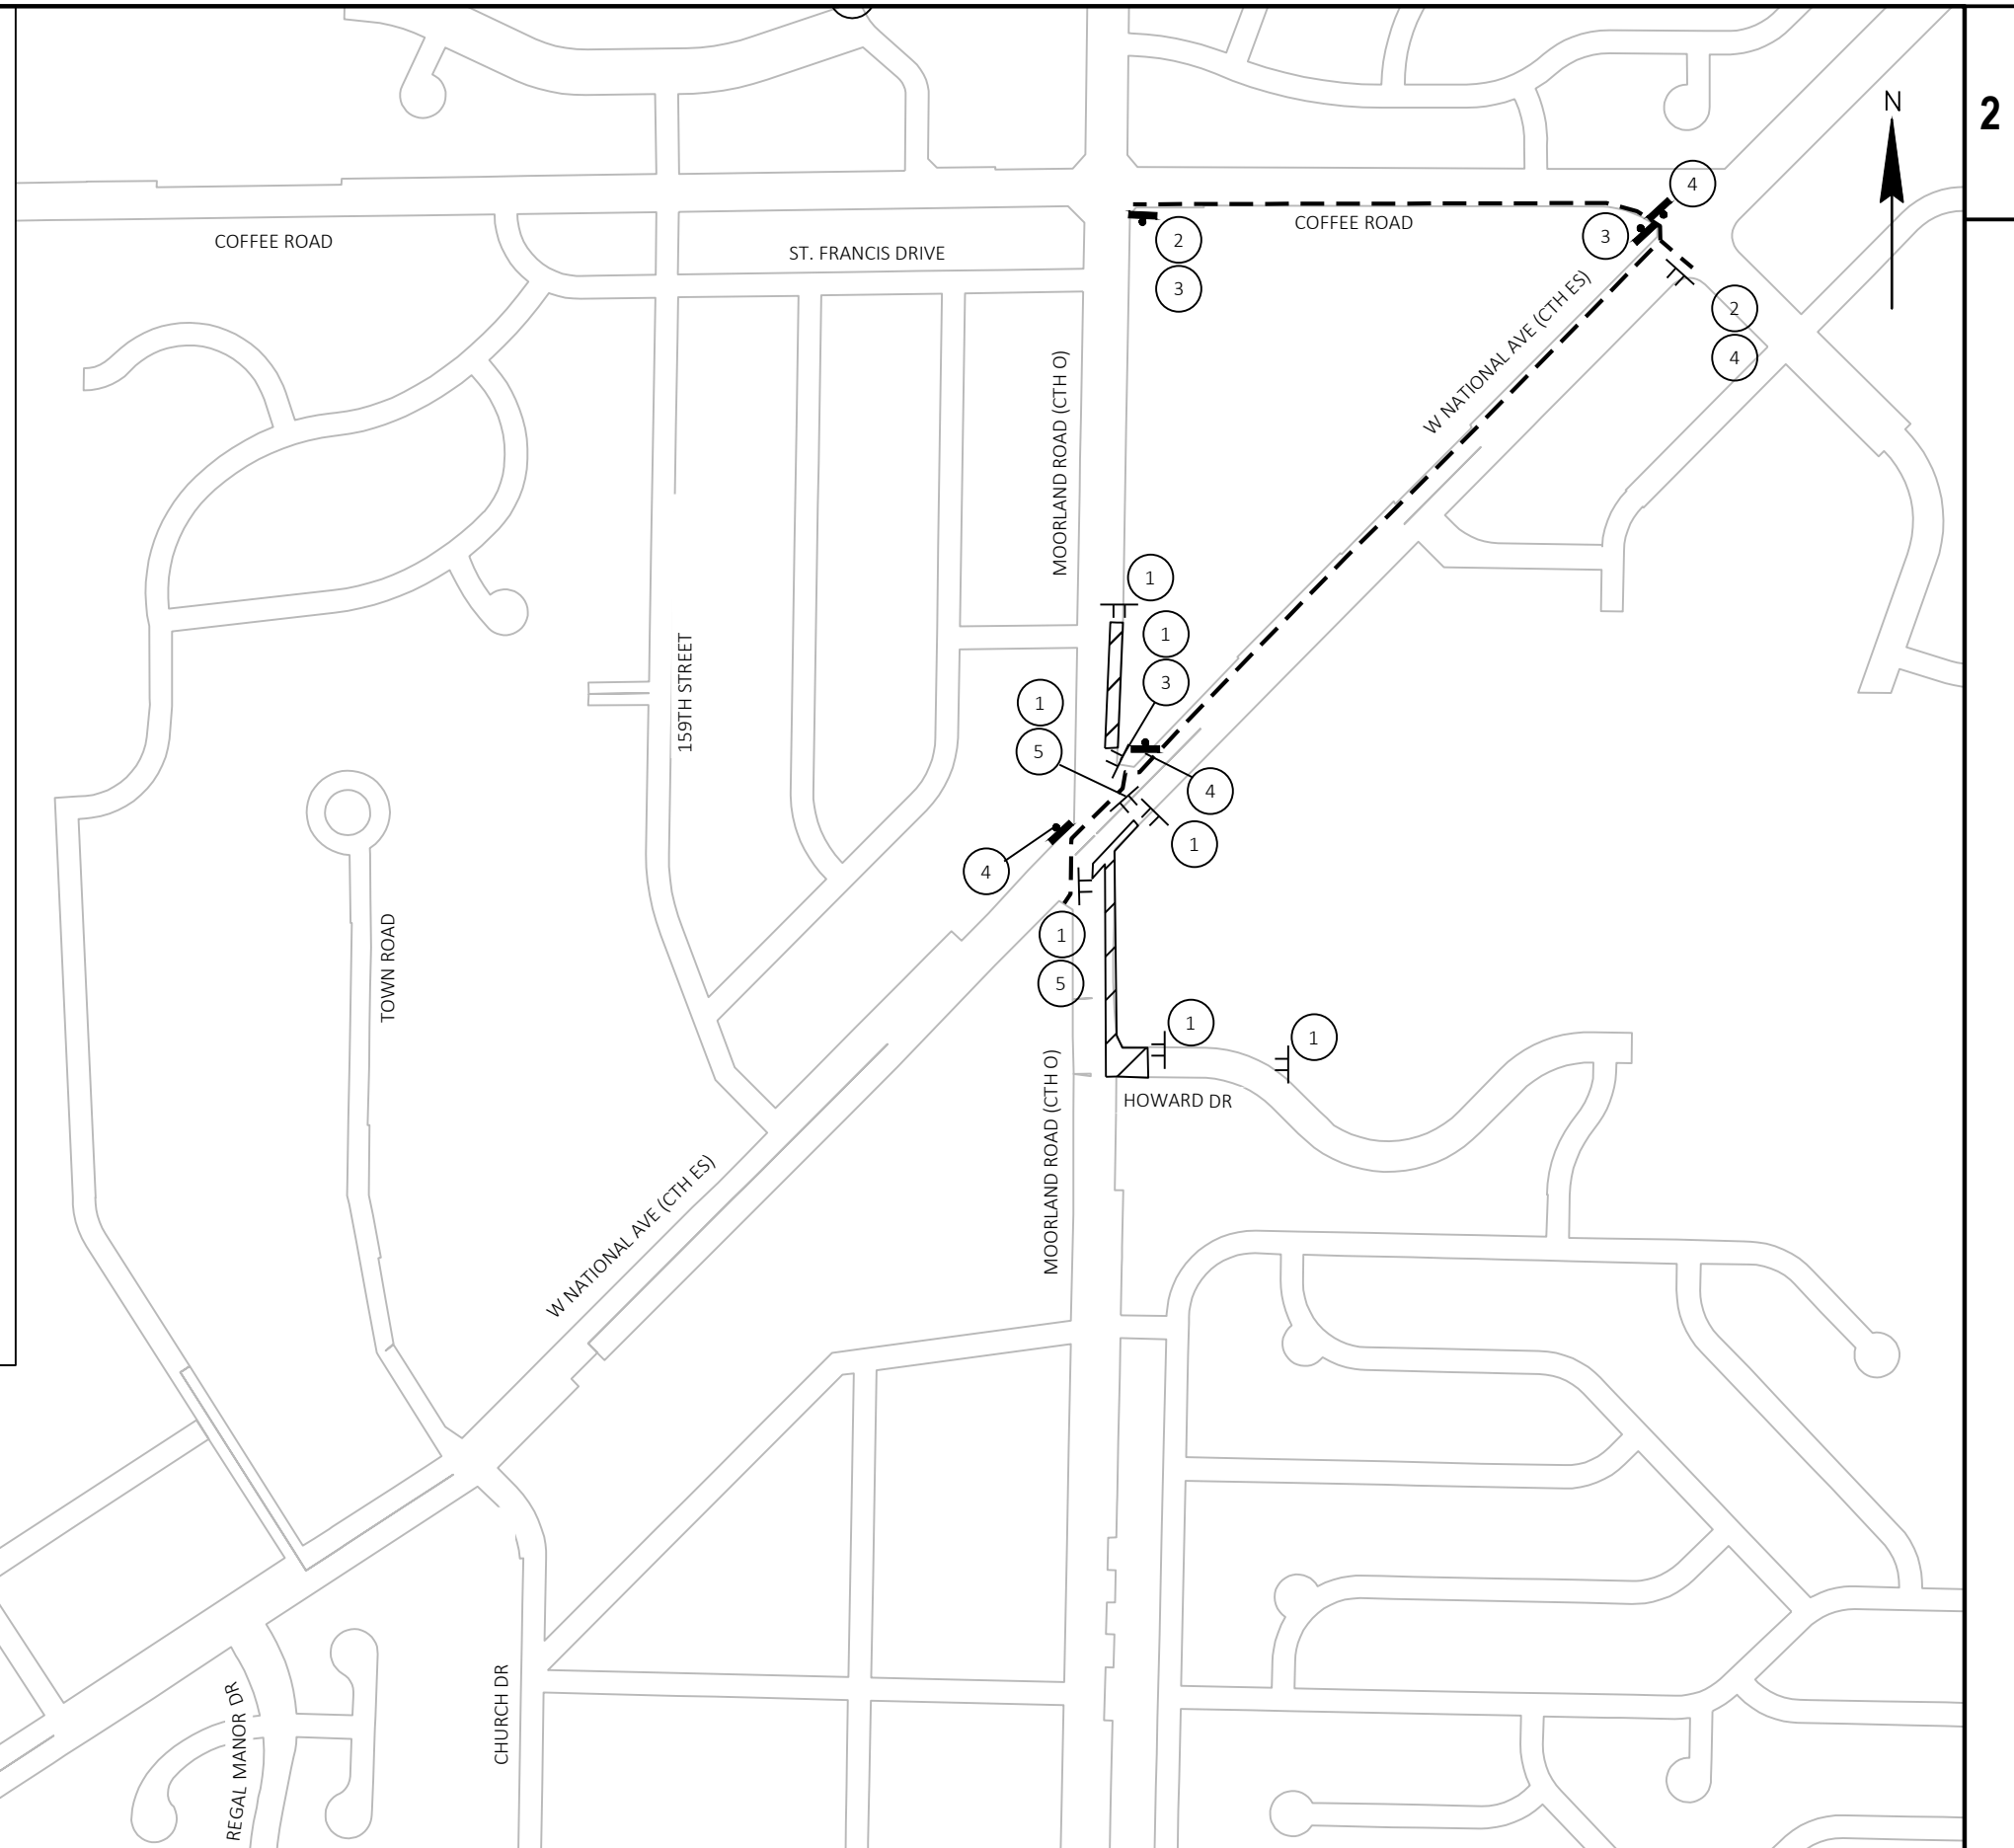 N
2
4
COFFEE ROAD
COFFEE ROAD
3
2
ST. FRANCIS DRIVE
3
2
4
W NATIONAL AVE (CTH ES)
MOORLAND ROAD (CTH O)
1
1
3
159TH STREET
1
5
4
1
4
TOWN ROAD
1
5
1
1
HOWARD DR
MOORLAND ROAD (CTH O)
W NATIONAL AVE (CTH ES)
CHURCH DR
REGAL MANOR DR